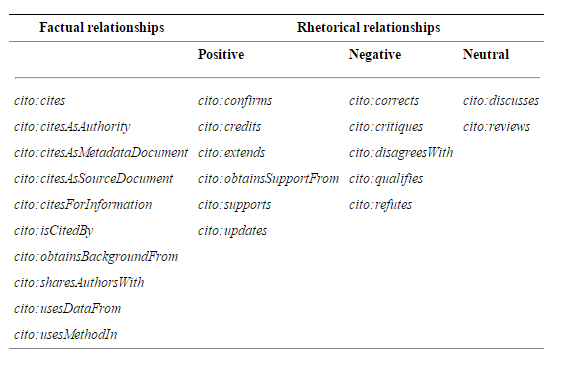 Factual relationships Rhetorical relationships
Positive Negative Neutral
cito:cites cito:confirms cito:corrects cito:discusses
cito:citesAsAuthority cito:credits cito:critiques cito:reviews
cito:citesAsMetadataDocument cito:extends cito:disagreesWith
cito:citesAsSourceDocument cito:obtainsSupportFrom cito:qualifies
cito:citesForInformation cito:supports cito:refutes
cito:isCitedBy cito:updates
cito:obtainsBackgroundFrom
cito:sharesAuthorsWith
cito:usesDataFrom
cito:usesMethodIn